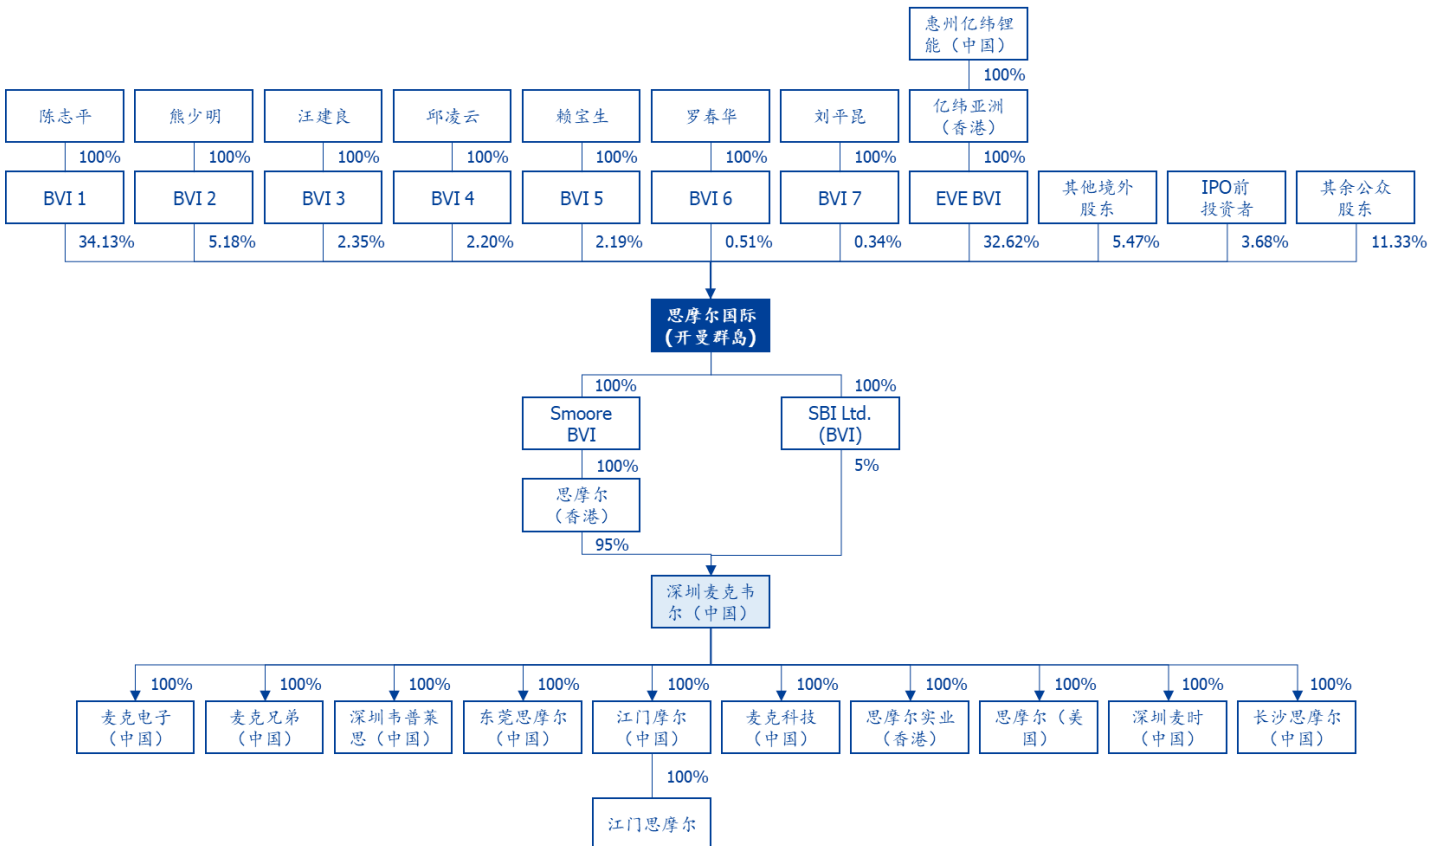 惠州亿纬锂
能（中国）
100%
陈志平
熊少明
汪建良
邱凌云
赖宝生
罗春华
刘平昆
亿纬亚洲
（香港）
100%
100%
100%
100%
100%
100%
100%
100%
BVI 1
BVI 2
BVI 3
BVI 4
BVI 5
BVI 6
BVI 7
EVE BVI
其他境外
股东
IPO前
投资者
其余公众
股东
34.13%
5.18%
2.35%
2.20%
2.19%
0.51%
0.34%
32.62%
5.47%
3.68%
11.33%
思摩尔国际
(开曼群岛)
100%
100%
Smoore
BVI
SBI Ltd.
(BVI)
100%
5%
思摩尔
（香港）
95%
深圳麦克韦
尔（中国）
100%
100%
100%
100%
100%
100%
100%
100%
100%
100%
麦克电子
（中国）
麦克兄弟
（中国）
深圳韦普莱
思（中国）
东莞思摩尔
（中国）
江门摩尔
（中国）
麦克科技
（中国）
思摩尔实业
（香港）
思摩尔（美
国）
深圳麦时
（中国）
长沙思摩尔
（中国）
100%
江门思摩尔